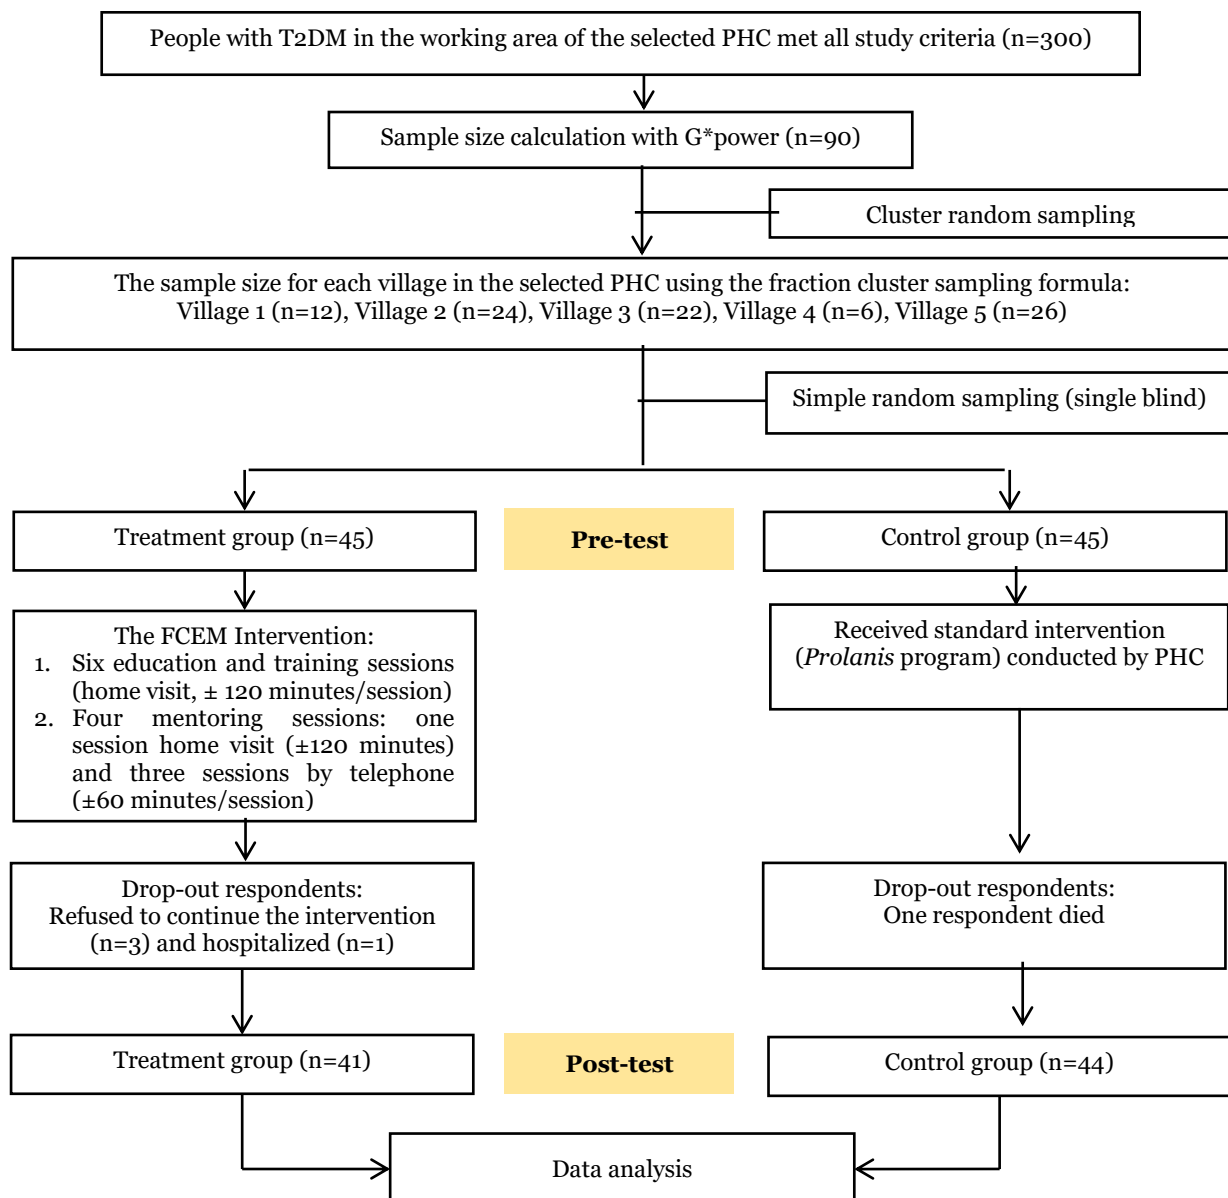 People with T2DM in the working area of the selected PHC met all study criteria (n=300)
Sample size calculation with G*power (n=90)
Cluster random sampling
The sample size for each village in the selected PHC using the fraction cluster sampling formula:
Village 1 (n=12), Village 2 (n=24), Village 3 (n=22), Village 4 (n=6), Village 5 (n=26)
Simple random sampling (single blind)
Treatment group (n=45)
Pre-test
Control group (n=45)
The FCEM Intervention:
1. Six education and training sessions
(home visit, ± 120 minutes/session)
2. Four mentoring sessions: one
session home visit (±120 minutes)
and three sessions by telephone
(±60 minutes/session)
Received standard intervention
(Prolanis program) conducted by PHC
Drop-out respondents:
Refused to continue the intervention
(n=3) and hospitalized (n=1)
Drop-out respondents:
One respondent died
Treatment group (n=41)
Post-test
Control group (n=44)
Data analysis